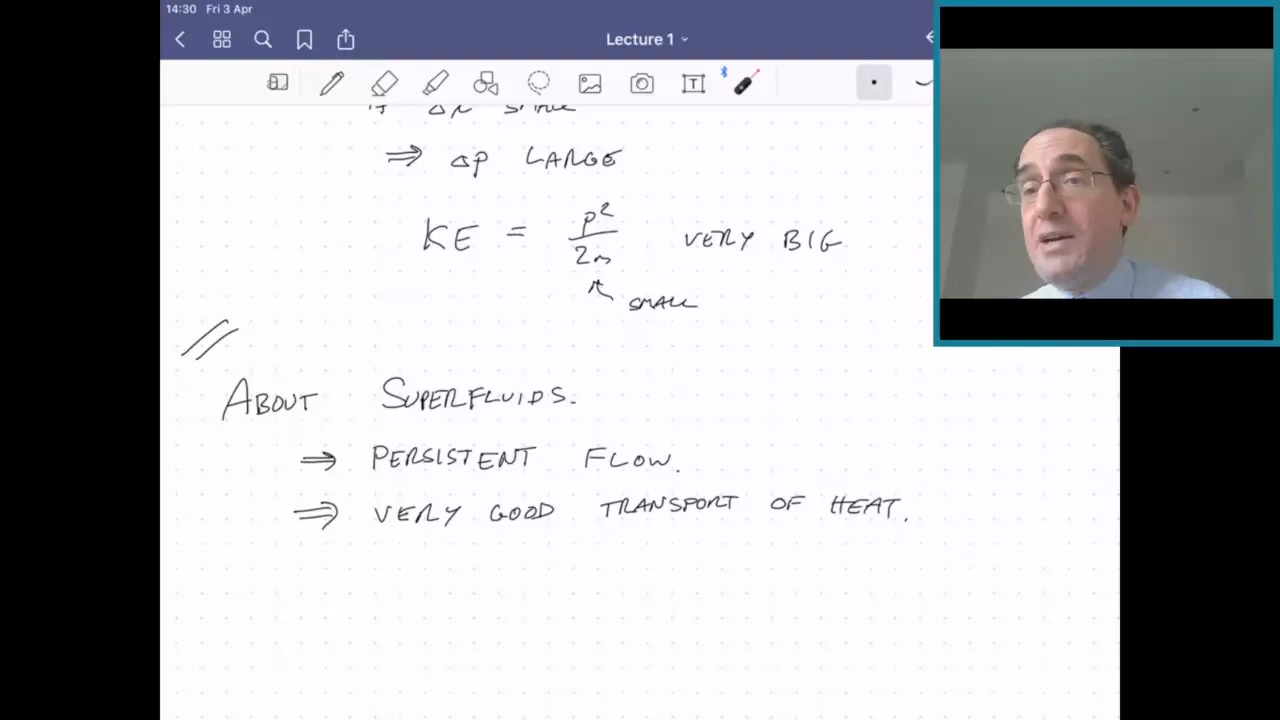 14:30 Fri 3 Apr
Lecture 1
SMALL
⇒ Δp LARGE
KE = p²/2m VERY BIG
SMALL
ABOUT SUPERFLUIDS.
⇒ PERSISTENT FLOW.
⇒ VERY GOOD TRANSPORT OF HEAT.